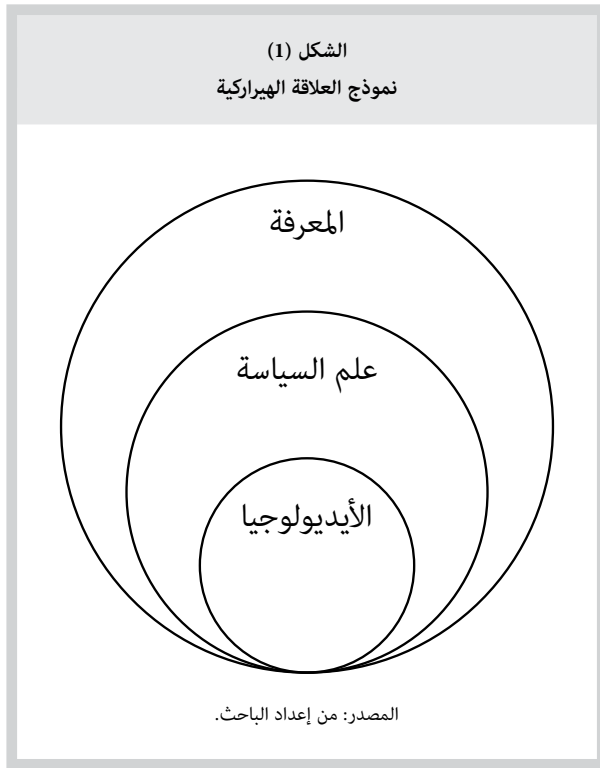 الشكل (1)
نموذج العلاقة الهيراركية
المعرفة
علم السياسة
الأيديولوجيا
المصدر: من إعداد الباحث.